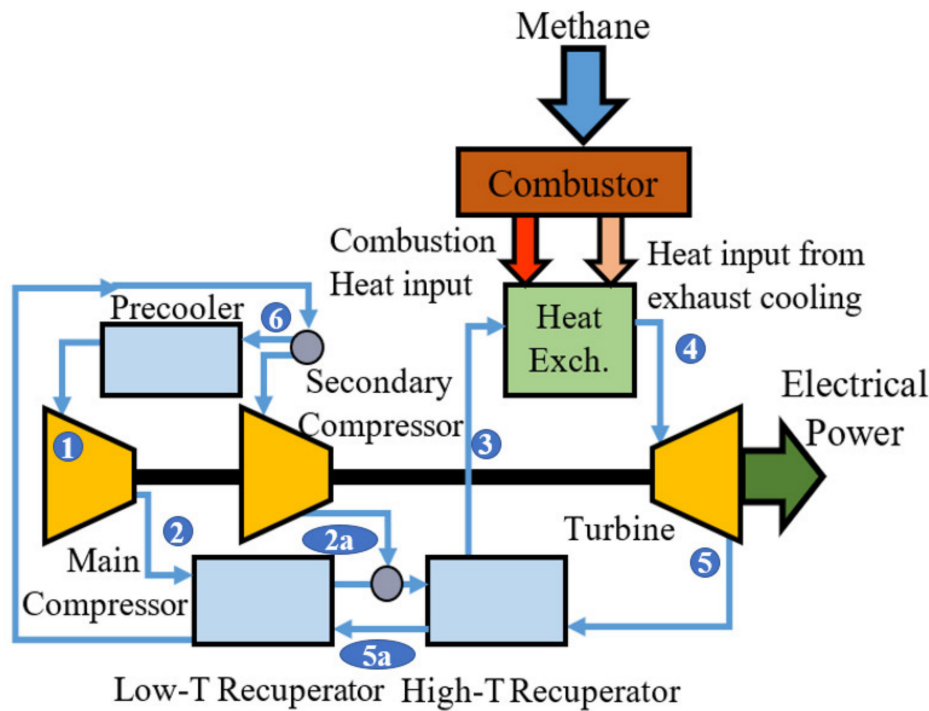 Methane
Combustor
Combustion
Heat input
Heat input from
exhaust cooling
Precooler
6
Heat
Exch.
4
Secondary
Compressor
Electrical
Power
1
3
2
2a
Turbine
5
Main
Compressor
5a
Low-T Recuperator
High-T Recuperator